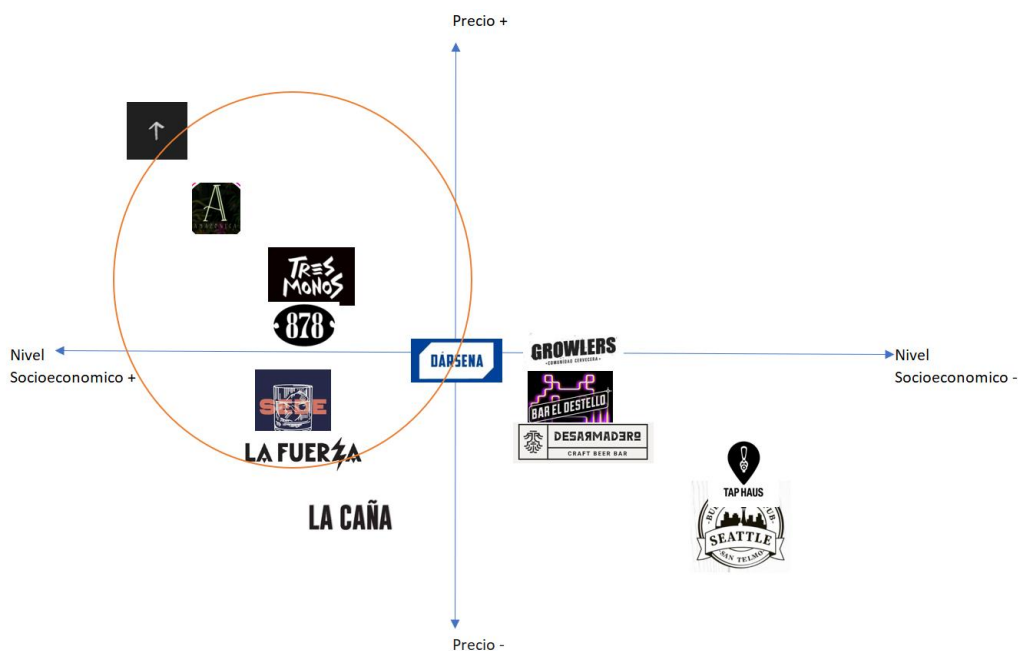 Precio +
A
TRES
MONOS
878
Nivel
Socioeconomico +
DÁRSENA
GROWLERS
•COMUNIDAD CERVECERA•
Nivel
Socioeconomico -
SEDE
BAR EL DESTELLO
LA FUERZA
DESARMADERO
CRAFT BEER BAR
TAP HAUS
LA CAÑA
SEATTLE
SAN TELMO
Precio -